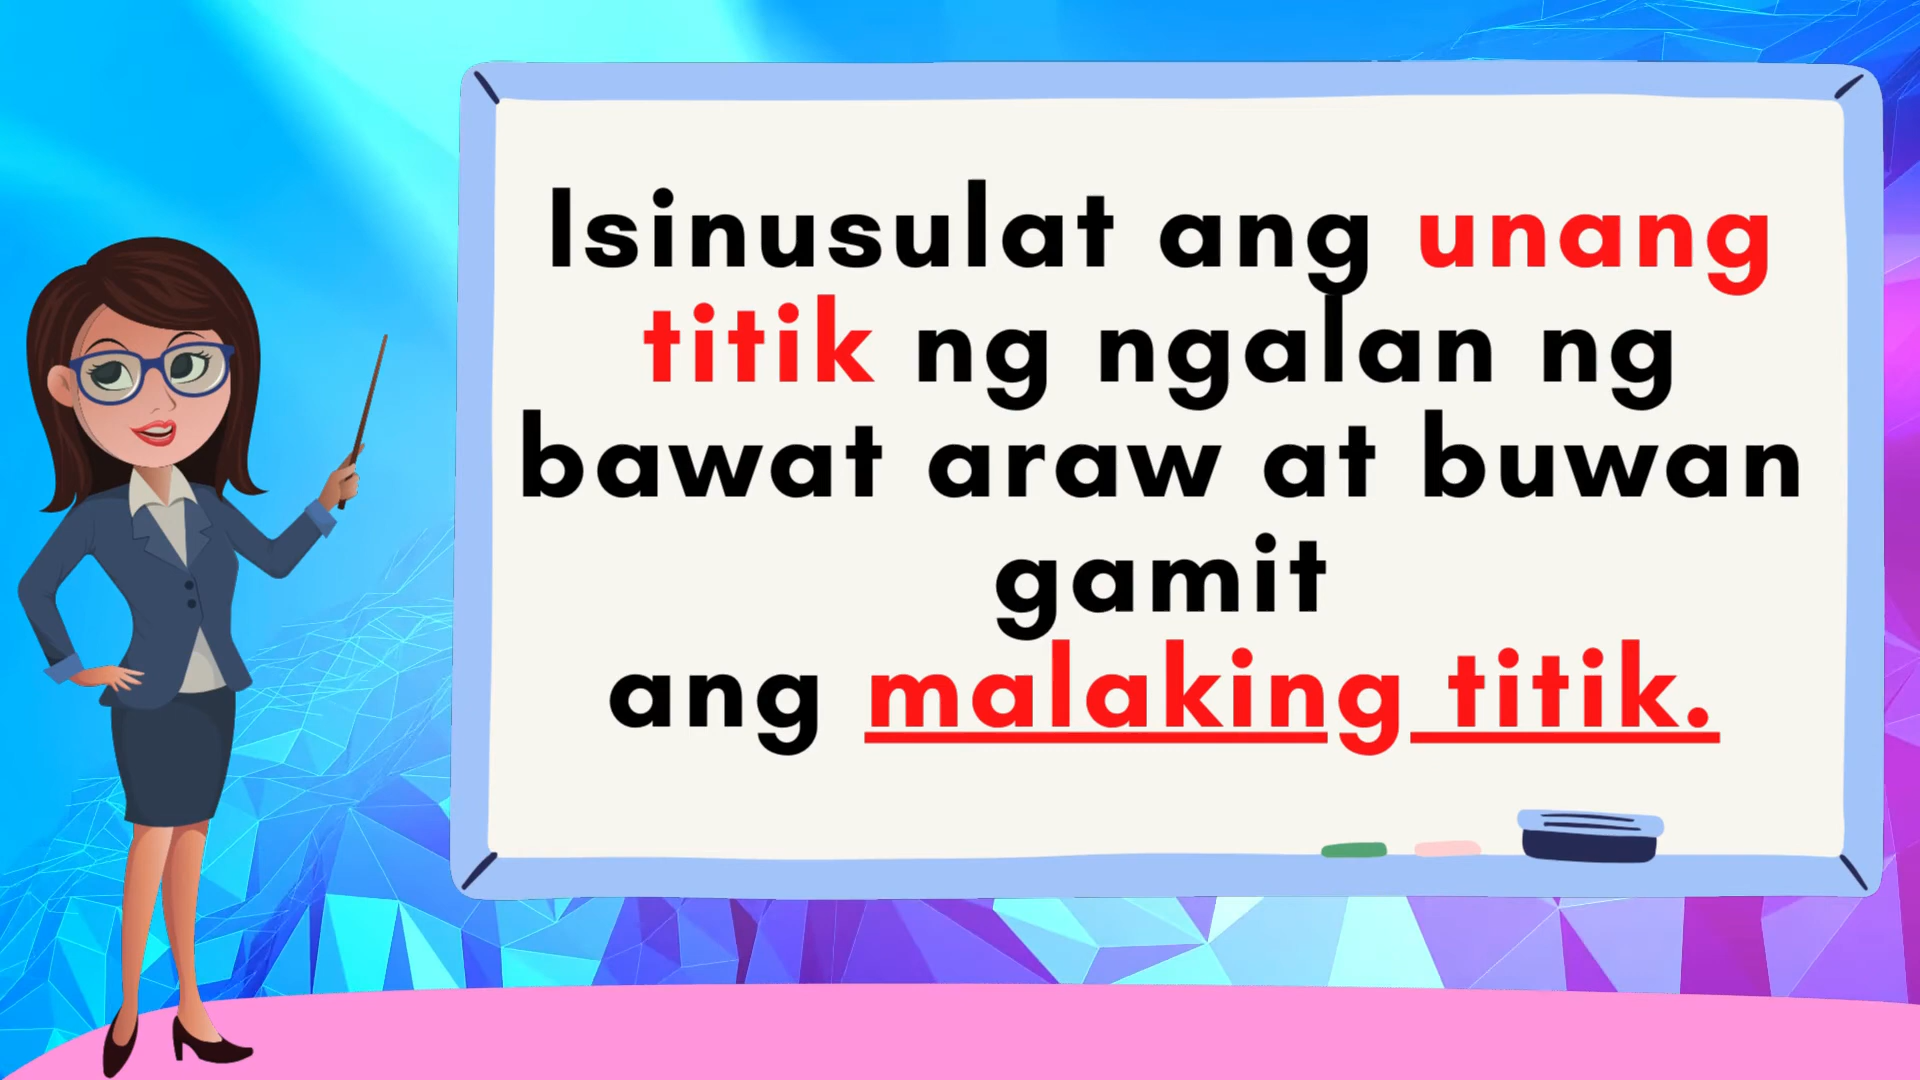 Isinusulat ang unang
titik ng ngalan ng
bawat araw at buwan
gamit
ang malaking titik.